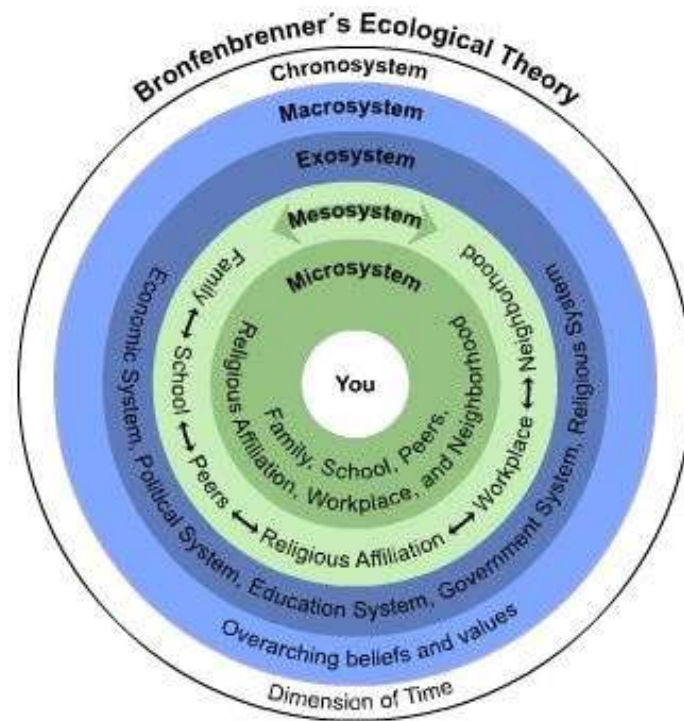 Bronfenbrenner´s Ecological Theory
Chronosystem
Macrosystem
Exosystem
Mesosystem
Microsystem
You
Family, School, Peers,
Religious Affiliation, Workplace, and Neighborhood
Family ↔ School ↔ Peers ↔ Religious Affiliation ↔ Workplace ↔ Neighborhood
Economic System, Political System, Education System, Government System, Religious System
Overarching beliefs and values
Dimension of Time